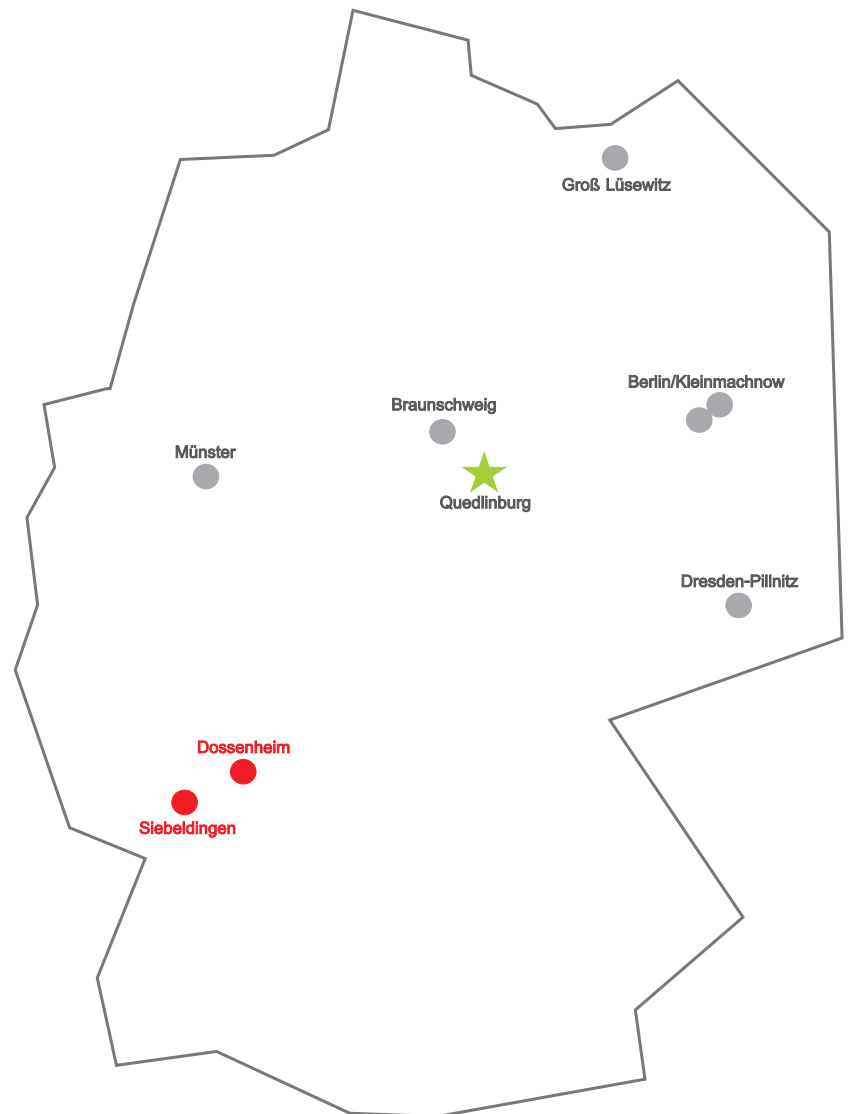 Groß Lüsewitz
Berlin/Kleinmachnow
Braunschweig
Münster
Quedlinburg
Dresden-Pillnitz
Dossenheim
Siebeldingen